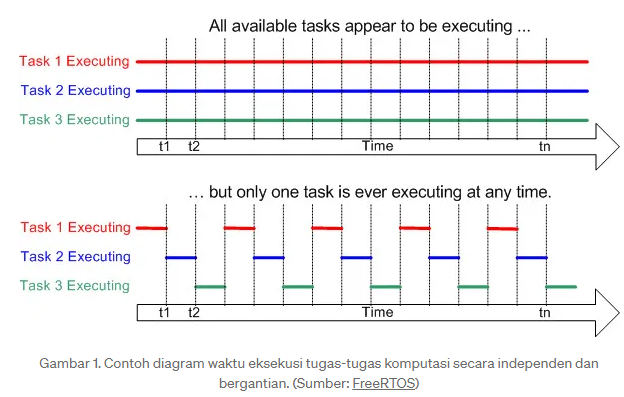 All available tasks appear to be executing ...
Task 1 Executing
Task 2 Executing
Task 3 Executing
t1 t2 Time tn
... but only one task is ever executing at any time.
Task 1 Executing
Task 2 Executing
Task 3 Executing
t1 t2 Time tn
Gambar 1. Contoh diagram waktu eksekusi tugas-tugas komputasi secara independen dan
bergantian. (Sumber: FreeRTOS)